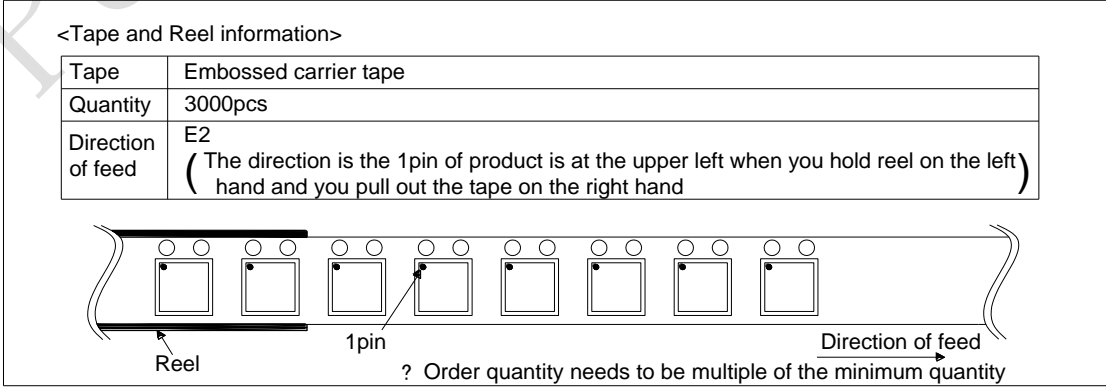 <Tape and Reel information>
Tape Embossed carrier tape
Quantity 3000pcs
Direction of feed E2
(The direction is the 1pin of product is at the upper left when you hold reel on the left
hand and you pull out the tape on the right hand)
1pin
Reel
Direction of feed
? Order quantity needs to be multiple of the minimum quantity